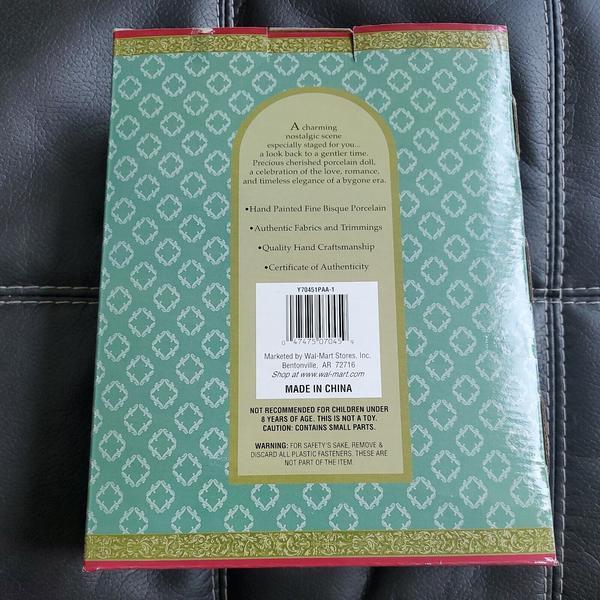 A charming
nostalgic scene
especially staged for you...
a look back to a gentler time.
Precious cherished porcelain doll,
a celebration of the love, romance,
and timeless elegance of a bygone era.
•Hand Painted Fine Bisque Porcelain
•Authentic Fabrics and Trimmings
•Quality Hand Craftsmanship
•Certificate of Authenticity
Y70451PAA-1
0 47475 07045 9
Marketed by Wal-Mart Stores, Inc.
Bentonville, AR 72716
Shop at www.wal-mart.com
MADE IN CHINA
NOT RECOMMENDED FOR CHILDREN UNDER
8 YEARS OF AGE. THIS IS NOT A TOY.
CAUTION: CONTAINS SMALL PARTS.
WARNING: FOR SAFETY'S SAKE, REMOVE &
DISCARD ALL PLASTIC FASTENERS. THESE ARE
NOT PART OF THE ITEM.